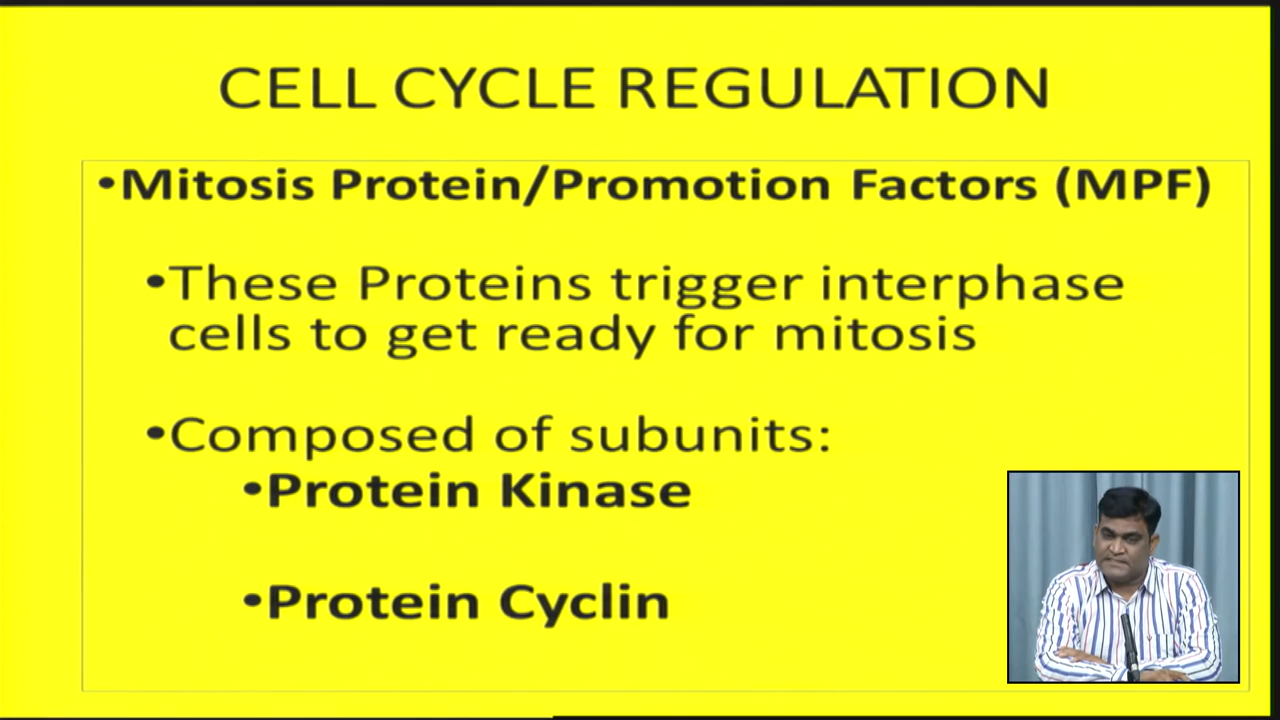 CELL CYCLE REGULATION
•Mitosis Protein/Promotion Factors (MPF)
•These Proteins trigger interphase
cells to get ready for mitosis
•Composed of subunits:
•Protein Kinase
•Protein Cyclin